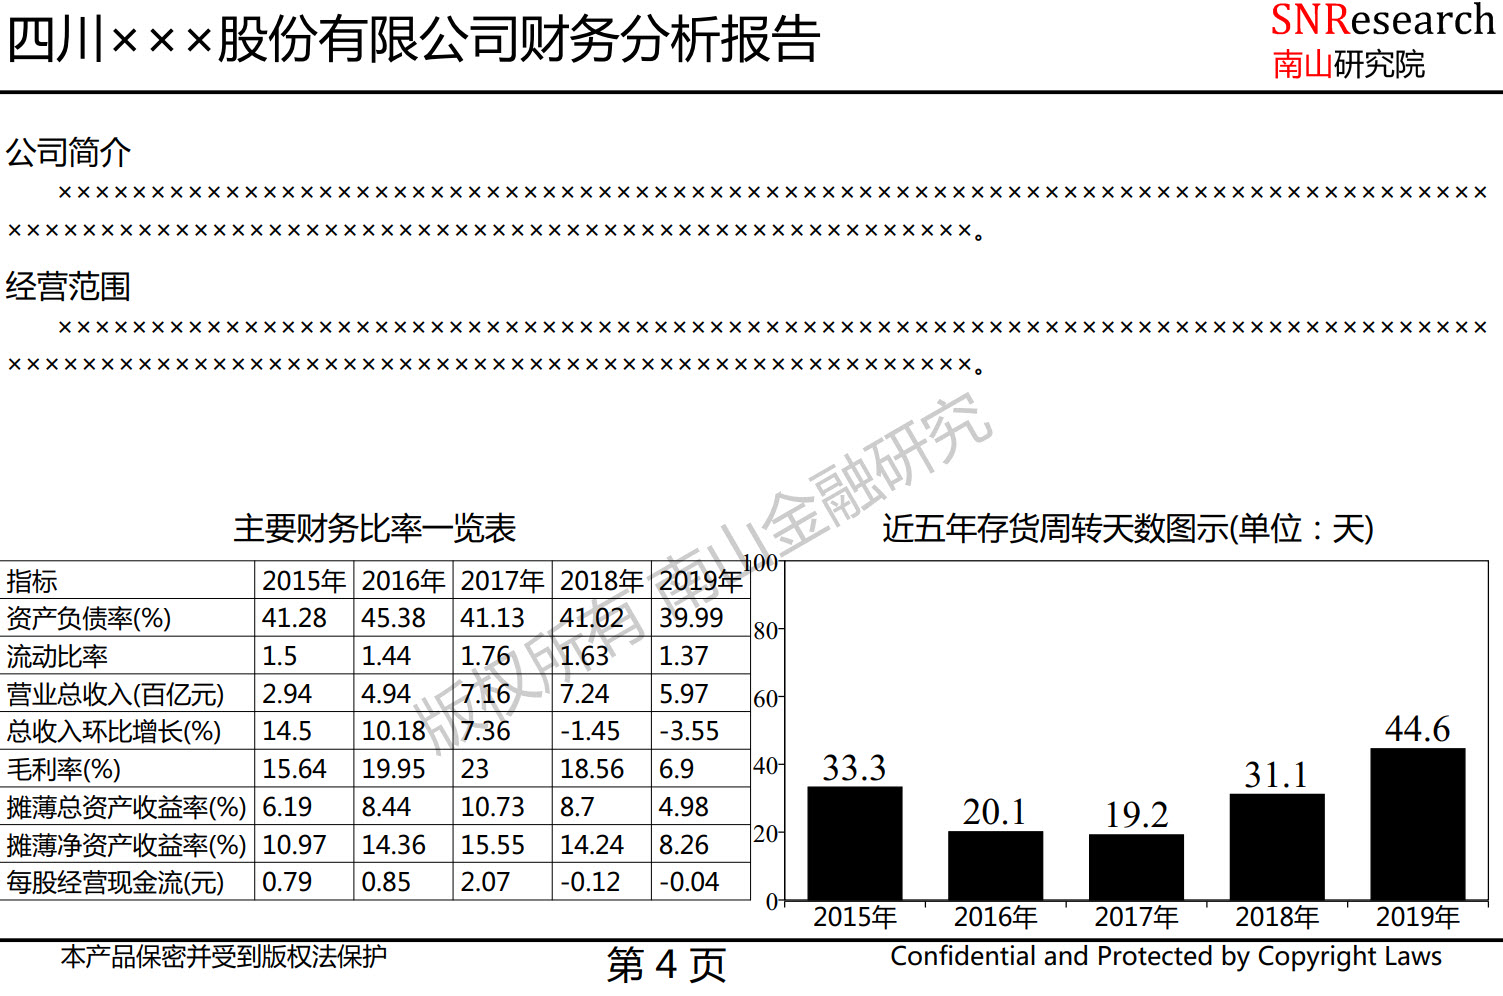 四川×××股份有限公司财务分析报告
SNResearch
南山研究院
公司简介
×××××××××××××××××××××××××××××××××××××××××××××××××××××××××××××××××××××××××××××
××××××××××××××××××××××××××××××××××××××××××××××××××××。
经营范围
×××××××××××××××××××××××××××××××××××××××××××××××××××××××××××××××××××××××××××××
××××××××××××××××××××××××××××××××××××××××××××××××××××。
版权所有 南山金融研究
主要财务比率一览表
指标 2015年 2016年 2017年 2018年 2019年
资产负债率(%) 41.28 45.38 41.13 41.02 39.99
流动比率 1.5 1.44 1.76 1.63 1.37
营业总收入(百亿元) 2.94 4.94 7.16 7.24 5.97
总收入环比增长(%) 14.5 10.18 7.36 -1.45 -3.55
毛利率(%) 15.64 19.95 23 18.56 6.9
摊薄总资产收益率(%) 6.19 8.44 10.73 8.7 4.98
摊薄净资产收益率(%) 10.97 14.36 15.55 14.24 8.26
每股经营现金流(元) 0.79 0.85 2.07 -0.12 -0.04
近五年存货周转天数图示(单位：天)
100
80
60
40
20
0
33.3 20.1 19.2 31.1 44.6
2015年 2016年 2017年 2018年 2019年
本产品保密并受到版权法保护
第 4 页
Confidential and Protected by Copyright Laws